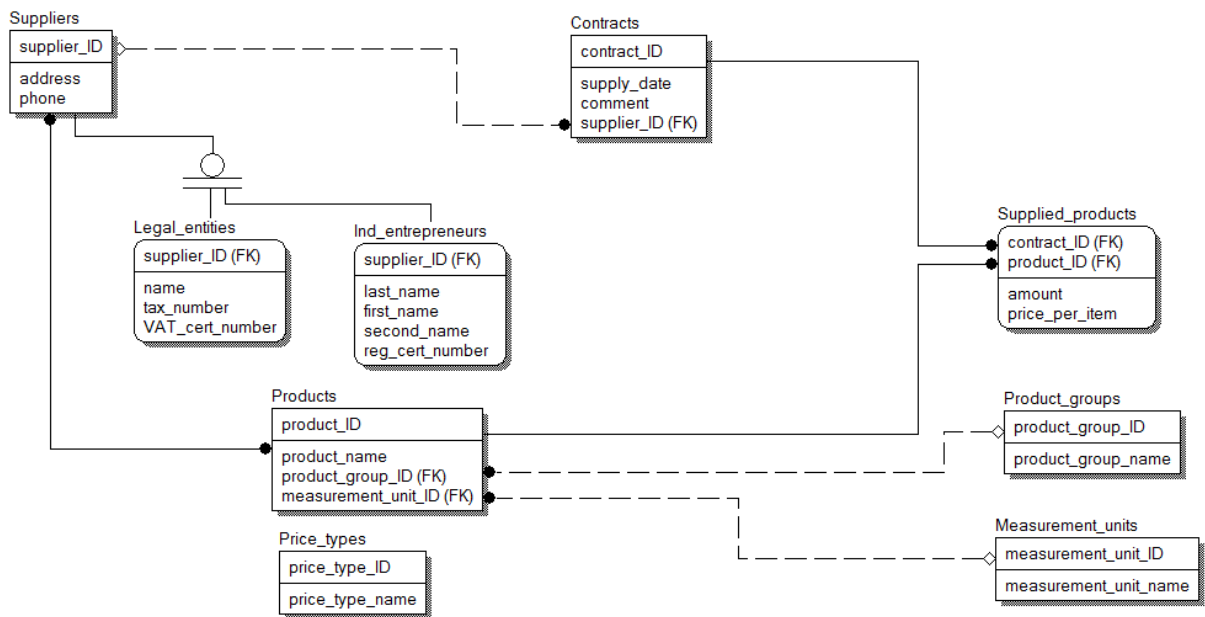 Suppliers
supplier_ID
address
phone
Contracts
contract_ID
supply_date
comment
supplier_ID (FK)
Legal_entities
supplier_ID (FK)
name
tax_number
VAT_cert_number
Ind_entrepreneurs
supplier_ID (FK)
last_name
first_name
second_name
reg_cert_number
Supplied_products
contract_ID (FK)
product_ID (FK)
amount
price_per_item
Products
product_ID
product_name
product_group_ID (FK)
measurement_unit_ID (FK)
Product_groups
product_group_ID
product_group_name
Price_types
price_type_ID
price_type_name
Measurement_units
measurement_unit_ID
measurement_unit_name